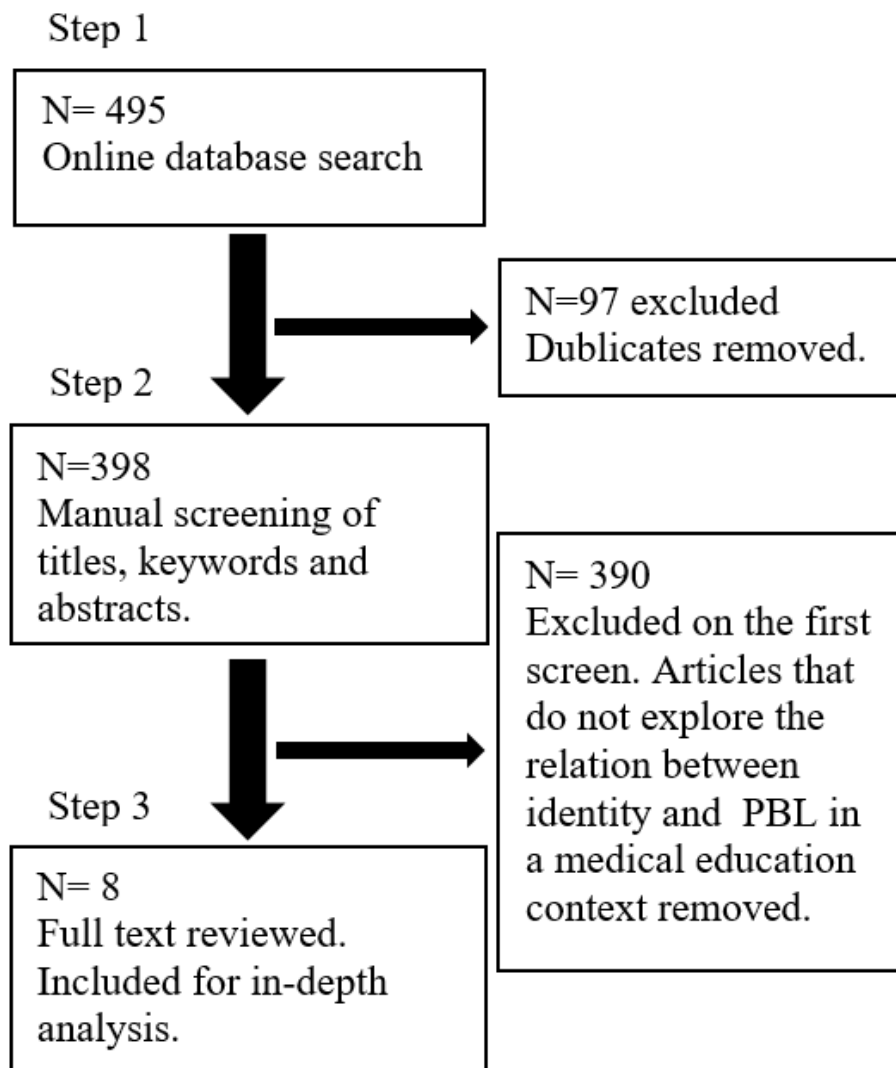 Step 1
N= 495
Online database search
N=97 excluded
Dublicates removed.
Step 2
N=398
Manual screening of
titles, keywords and
abstracts.
N= 390
Excluded on the first
screen. Articles that
do not explore the
relation between
identity and  PBL in
a medical education
context removed.
Step 3
N= 8
Full text reviewed.
Included for in-depth
analysis.